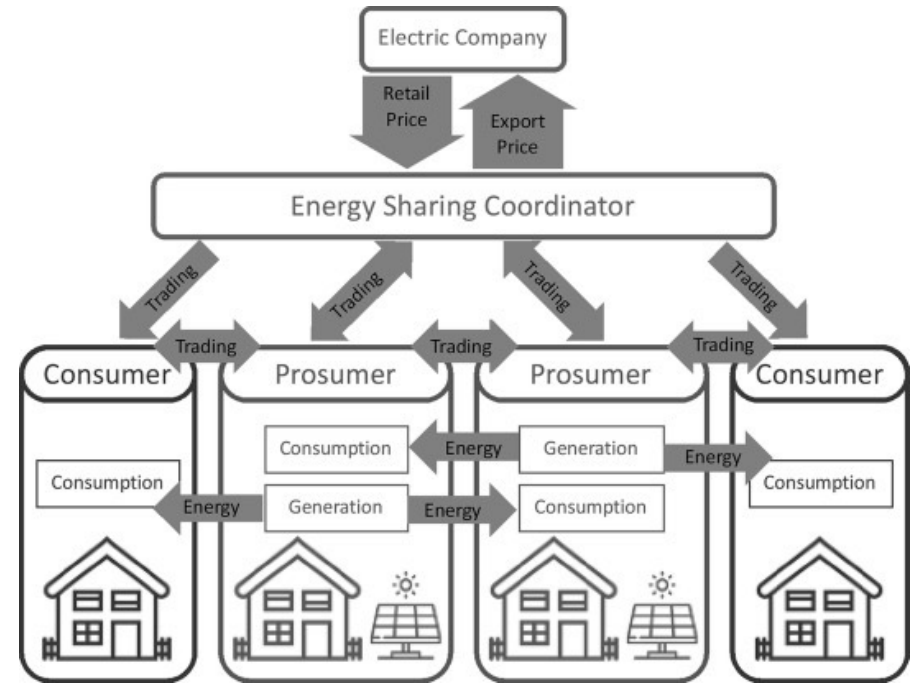 Electric Company
Retail
Price
Export
Price
Energy Sharing Coordinator
Trading
Trading
Trading
Trading
Trading
Trading
Trading
Consumer
Prosumer
Prosumer
Consumer
Consumption
Energy
Generation
Energy
Consumption
Consumption
Energy
Generation
Energy
Consumption